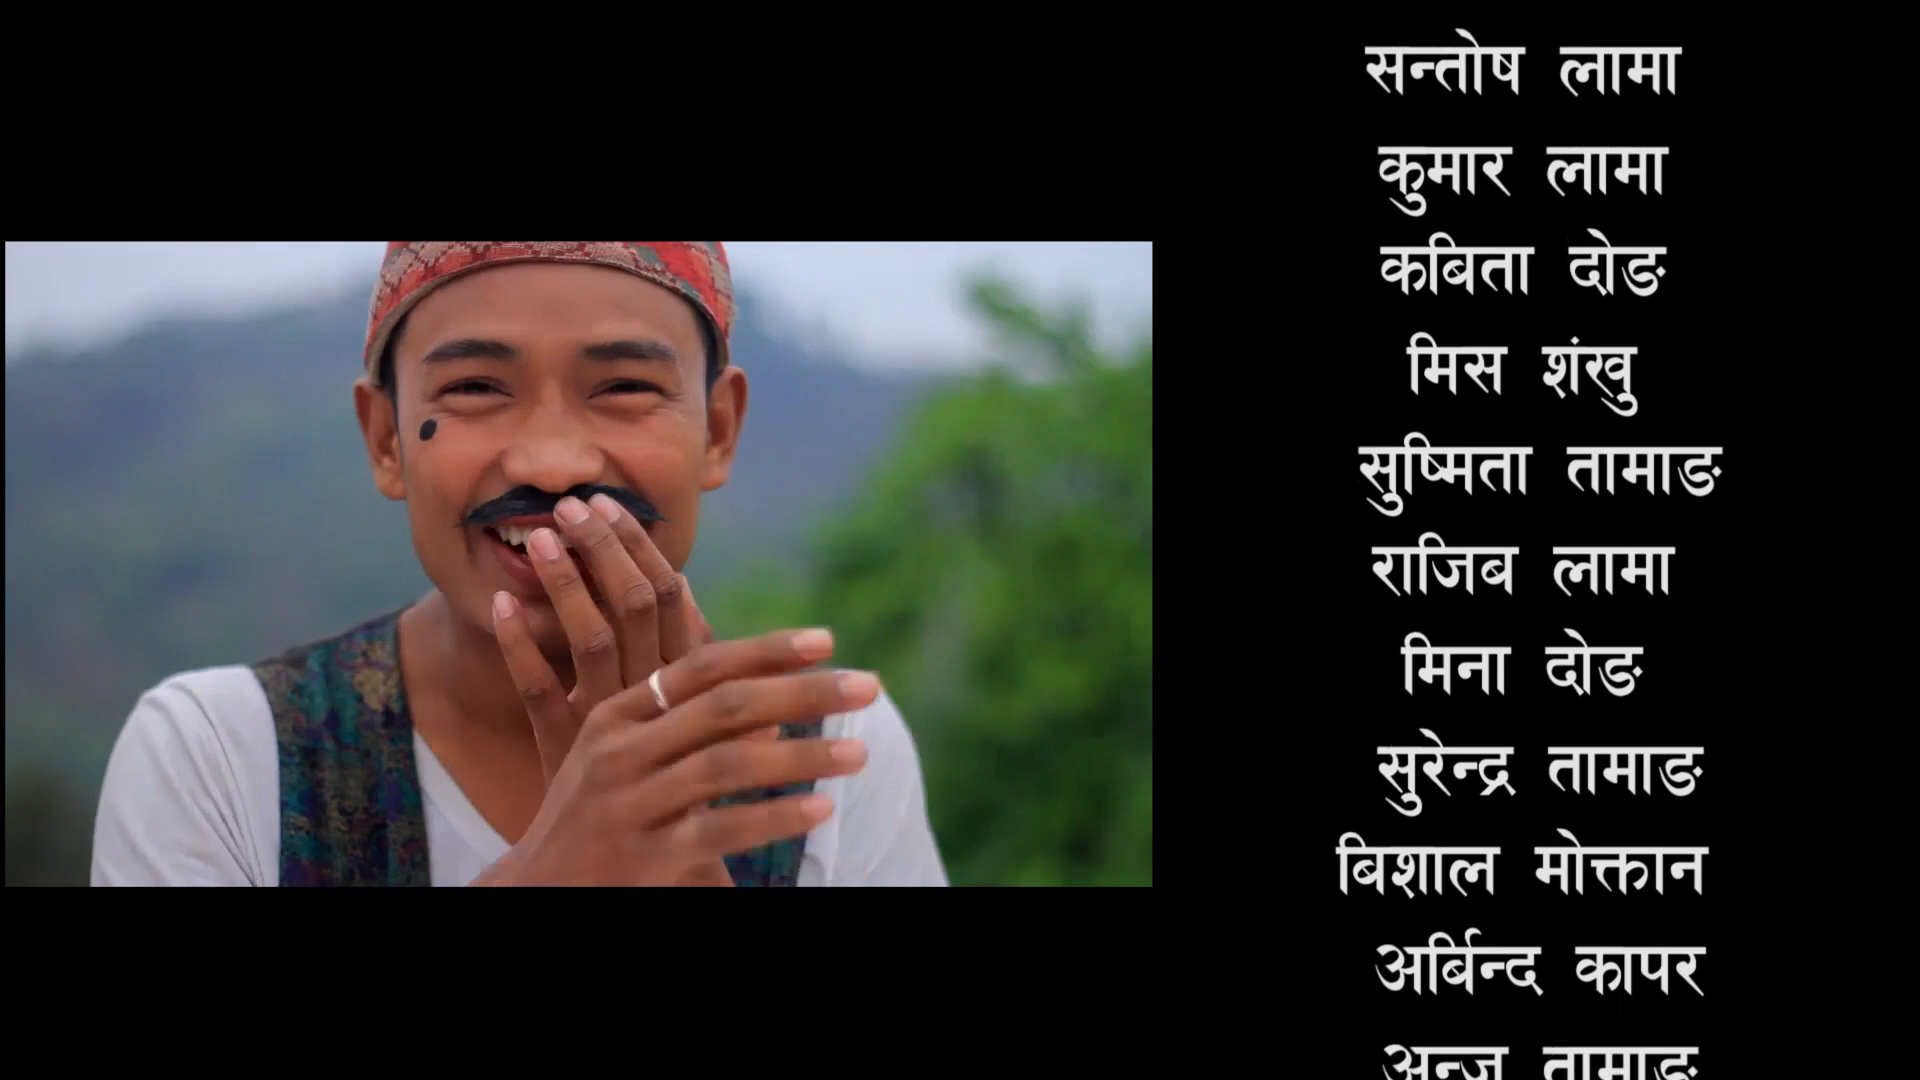 सन्तोष लामा
कुमार लामा
कबिता दोङ
मिस शंखु
सुष्मिता तामाङ
राजिब लामा
मिना दोङ
सुरेन्द्र तामाङ
बिशाल मोक्तान
अर्बिन्द कापर
तामाङ